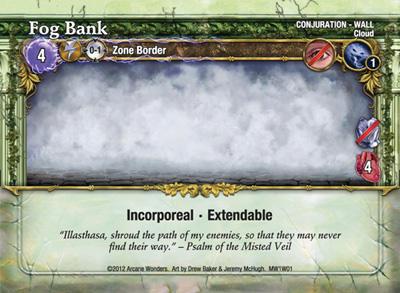 Fog Bank
CONJURATION - WALL
Cloud
4
0-1
Zone Border
1
4
Incorporeal · Extendable
“Illasthasa, shroud the path of my enemies, so that they may never
find their way.” – Psalm of the Misted Veil
©2012 Arcane Wonders. Art by Drew Baker & Jeremy McHugh. MW1W01